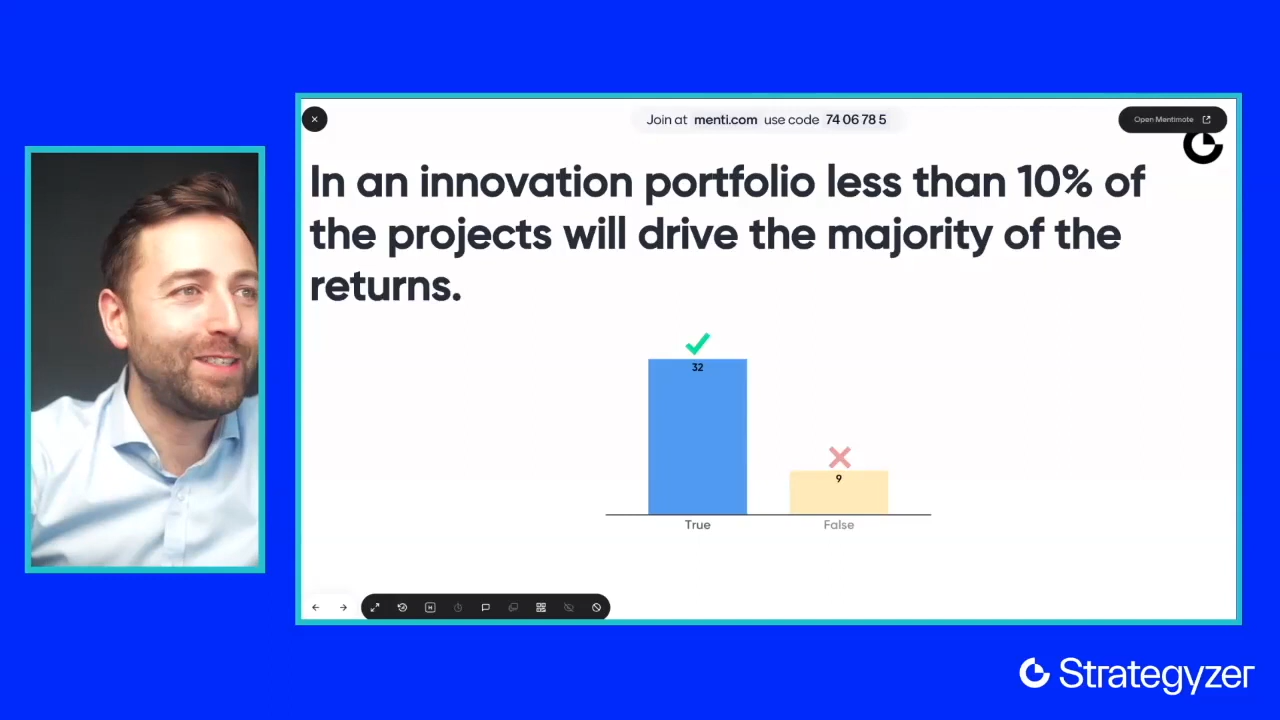 Join at menti.com use code 74 06 78 5
Open Mentimote
In an innovation portfolio less than 10% of
the projects will drive the majority of the
returns.
32
9
True
False
H
Strategyzer